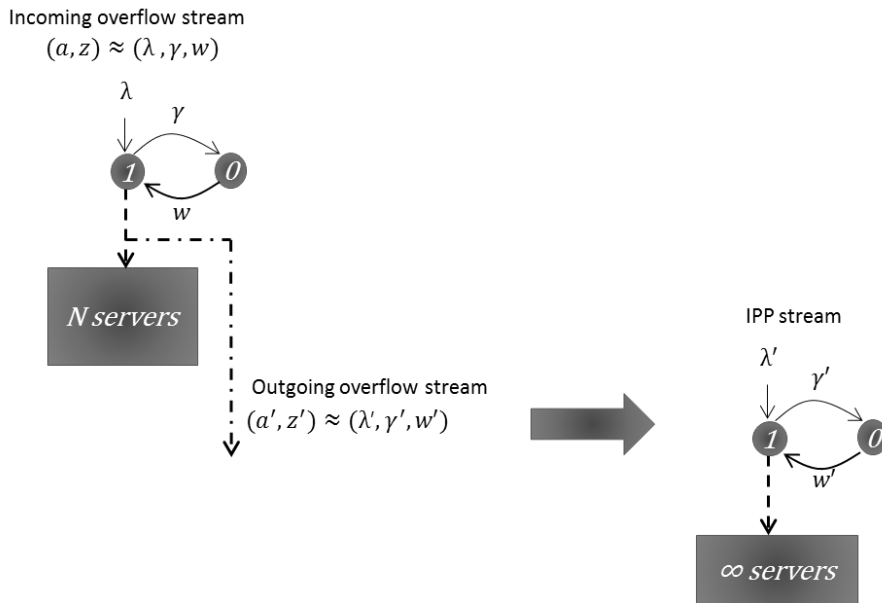 Incoming overflow stream
(a, z) ≈ (λ , γ, w)
λ
γ
1
0
w
N servers
Outgoing overflow stream
(a′, z′) ≈ (λ′, γ′, w′)
IPP stream
λ′
γ′
1
0
w′
∞ servers